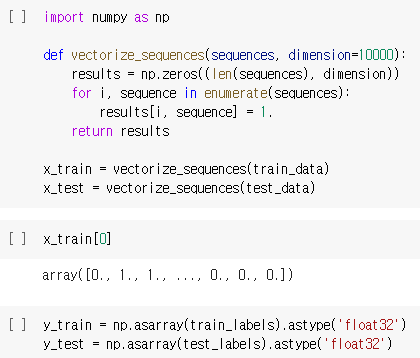 [ ] import numpy as np
def vectorize_sequences(sequences, dimension=10000):
results = np.zeros((len(sequences), dimension))
for i, sequence in enumerate(sequences):
results[i, sequence] = 1.
return results
x_train = vectorize_sequences(train_data)
x_test = vectorize_sequences(test_data)
[ ] x_train[0]
array([0., 1., 1., ..., 0., 0., 0.])
[ ] y_train = np.asarray(train_labels).astype('float32')
y_test = np.asarray(test_labels).astype('float32')